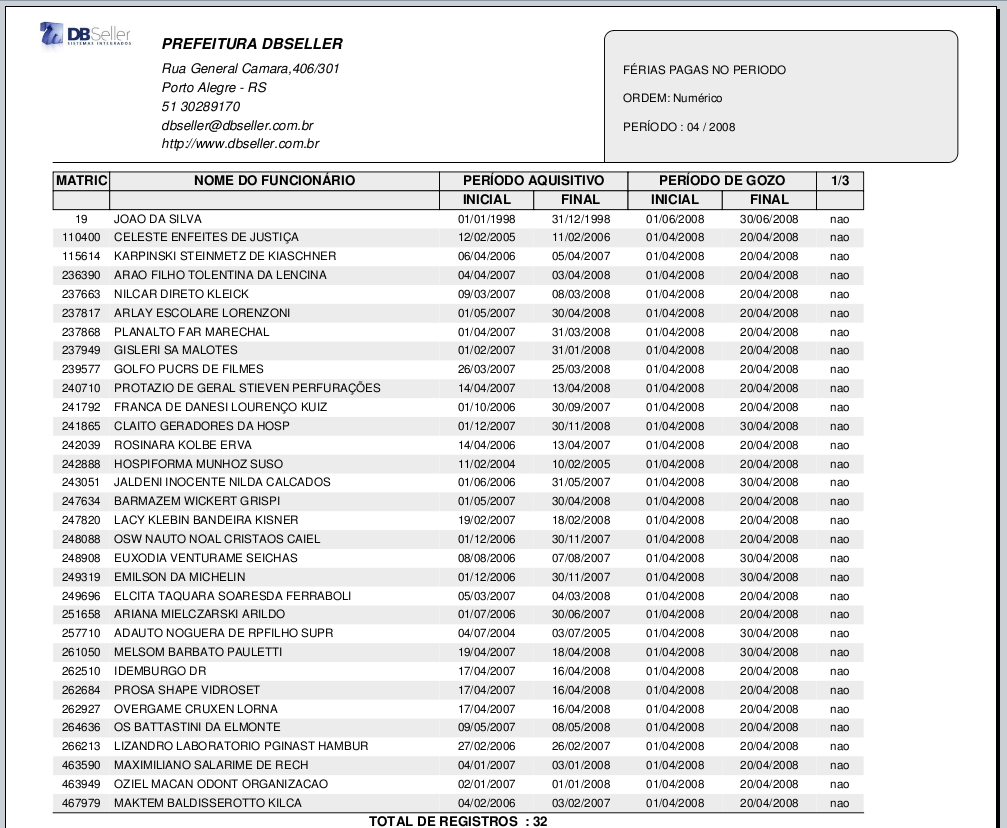 DBSeller
SISTEMAS INTEGRADOS
PREFEITURA DBSELLER
Rua General Camara,406/301
Porto Alegre - RS
51 30289170
dbseller@dbseller.com.br
http://www.dbseller.com.br
FÉRIAS PAGAS NO PERIODO
ORDEM: Numérico
PERÍODO : 04 / 2008
MATRIC NOME DO FUNCIONÁRIO PERÍODO AQUISITIVO PERÍODO DE GOZO 1/3
INICIAL FINAL INICIAL FINAL
19 JOAO DA SILVA 01/01/1998 31/12/1998 01/06/2008 30/06/2008 nao
110400 CELESTE ENFEITES DE JUSTIÇA 12/02/2005 11/02/2006 01/04/2008 20/04/2008 nao
115614 KARPINSKI STEINMETZ DE KIASCHNER 06/04/2006 05/04/2007 01/04/2008 20/04/2008 nao
236390 ARAO FILHO TOLENTINA DA LENCINA 04/04/2007 03/04/2008 01/04/2008 20/04/2008 nao
237663 NILCAR DIRETO KLEICK 09/03/2007 08/03/2008 01/04/2008 20/04/2008 nao
237817 ARLAY ESCOLARE LORENZONI 01/05/2007 30/04/2008 01/04/2008 20/04/2008 nao
237868 PLANALTO FAR MARECHAL 01/04/2007 31/03/2008 01/04/2008 20/04/2008 nao
237949 GISLERI SA MALOTES 01/02/2007 31/01/2008 01/04/2008 20/04/2008 nao
239577 GOLFO PUCRS DE FILMES 26/03/2007 25/03/2008 01/04/2008 20/04/2008 nao
240710 PROTAZIO DE GERAL STIEVEN PERFURAÇÕES 14/04/2007 13/04/2008 01/04/2008 20/04/2008 nao
241792 FRANCA DE DANESI LOURENÇO KUIZ 01/10/2006 30/09/2007 01/04/2008 20/04/2008 nao
241865 CLAITO GERADORES DA HOSP 01/12/2007 30/11/2008 01/04/2008 30/04/2008 nao
242039 ROSINARA KOLBE ERVA 14/04/2006 13/04/2007 01/04/2008 20/04/2008 nao
242888 HOSPIFORMA MUNHOZ SUSO 11/02/2004 10/02/2005 01/04/2008 20/04/2008 nao
243051 JALDENI INOCENTE NILDA CALCADOS 01/06/2006 31/05/2007 01/04/2008 30/04/2008 nao
247634 BARMAZEM WICKERT GRISPI 01/05/2007 30/04/2008 01/04/2008 20/04/2008 nao
247820 LACY KLEBIN BANDEIRA KISNER 19/02/2007 18/02/2008 01/04/2008 20/04/2008 nao
248088 OSW NAUTO NOAL CRISTAOS CAIEL 01/12/2006 30/11/2007 01/04/2008 20/04/2008 nao
248908 EUXODIA VENTURAME SEICHAS 08/08/2006 07/08/2007 01/04/2008 30/04/2008 nao
249319 EMILSON DA MICHELIN 01/12/2006 30/11/2007 01/04/2008 30/04/2008 nao
249696 ELCITA TAQUARA SOARESDA FERRABOLI 05/03/2007 04/03/2008 01/04/2008 20/04/2008 nao
251658 ARIANA MIELCZARSKI ARILDO 01/07/2006 30/06/2007 01/04/2008 20/04/2008 nao
257710 ADAUTO NOGUERA DE RPFILHO SUPR 04/07/2004 03/07/2005 01/04/2008 30/04/2008 nao
261050 MELSOM BARBATO PAULETTI 19/04/2007 18/04/2008 01/04/2008 30/04/2008 nao
262510 IDEMBURGO DR 17/04/2007 16/04/2008 01/04/2008 20/04/2008 nao
262684 PROSA SHAPE VIDROSET 17/04/2007 16/04/2008 01/04/2008 20/04/2008 nao
262927 OVERGAME CRUXEN LORNA 17/04/2007 16/04/2008 01/04/2008 20/04/2008 nao
264636 OS BATTASTINI DA ELMONTE 09/05/2007 08/05/2008 01/04/2008 20/04/2008 nao
266213 LIZANDRO LABORATORIO PGINAST HAMBUR 27/02/2006 26/02/2007 01/04/2008 20/04/2008 nao
463590 MAXIMILIANO SALARIME DE RECH 04/01/2007 03/01/2008 01/04/2008 20/04/2008 nao
463949 OZIEL MACAN ODONT ORGANIZACAO 02/01/2007 01/01/2008 01/04/2008 20/04/2008 nao
467979 MAKTEM BALDISSEROTTO KILCA 04/02/2006 03/02/2007 01/04/2008 20/04/2008 nao
TOTAL DE REGISTROS : 32